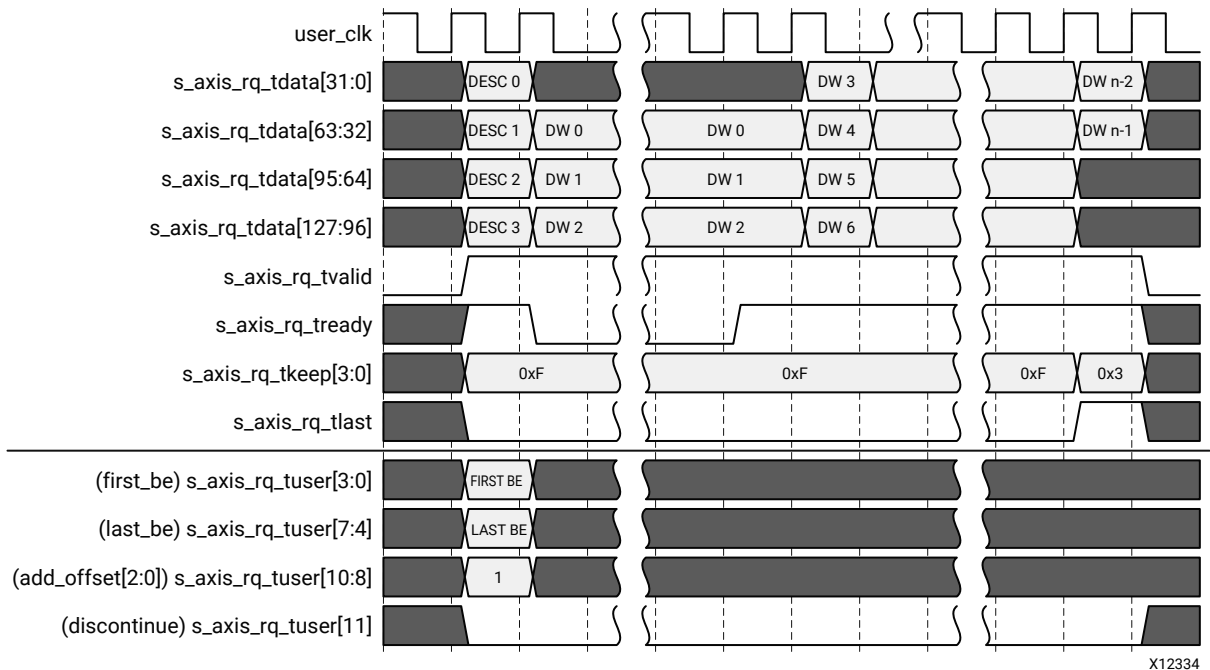 user_clk
s_axis_rq_tdata[31:0] DESC 0 DW 3 DW n-2
s_axis_rq_tdata[63:32] DESC 1 DW 0 DW 0 DW 4 DW n-1
s_axis_rq_tdata[95:64] DESC 2 DW 1 DW 1 DW 5
s_axis_rq_tdata[127:96] DESC 3 DW 2 DW 2 DW 6
s_axis_rq_tvalid
s_axis_rq_tready
s_axis_rq_tkeep[3:0] 0xF 0xF 0xF 0x3
s_axis_rq_tlast
(first_be) s_axis_rq_tuser[3:0] FIRST BE
(last_be) s_axis_rq_tuser[7:4] LAST BE
(add_offset[2:0]) s_axis_rq_tuser[10:8] 1
(discontinue) s_axis_rq_tuser[11]
X12334